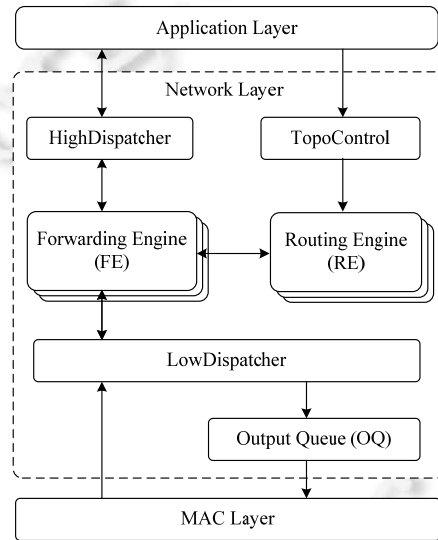 Application Layer
Network Layer
HighDispatcher
TopoControl
Forwarding Engine
(FE)
Routing Engine
(RE)
LowDispatcher
Output Queue (OQ)
MAC Layer